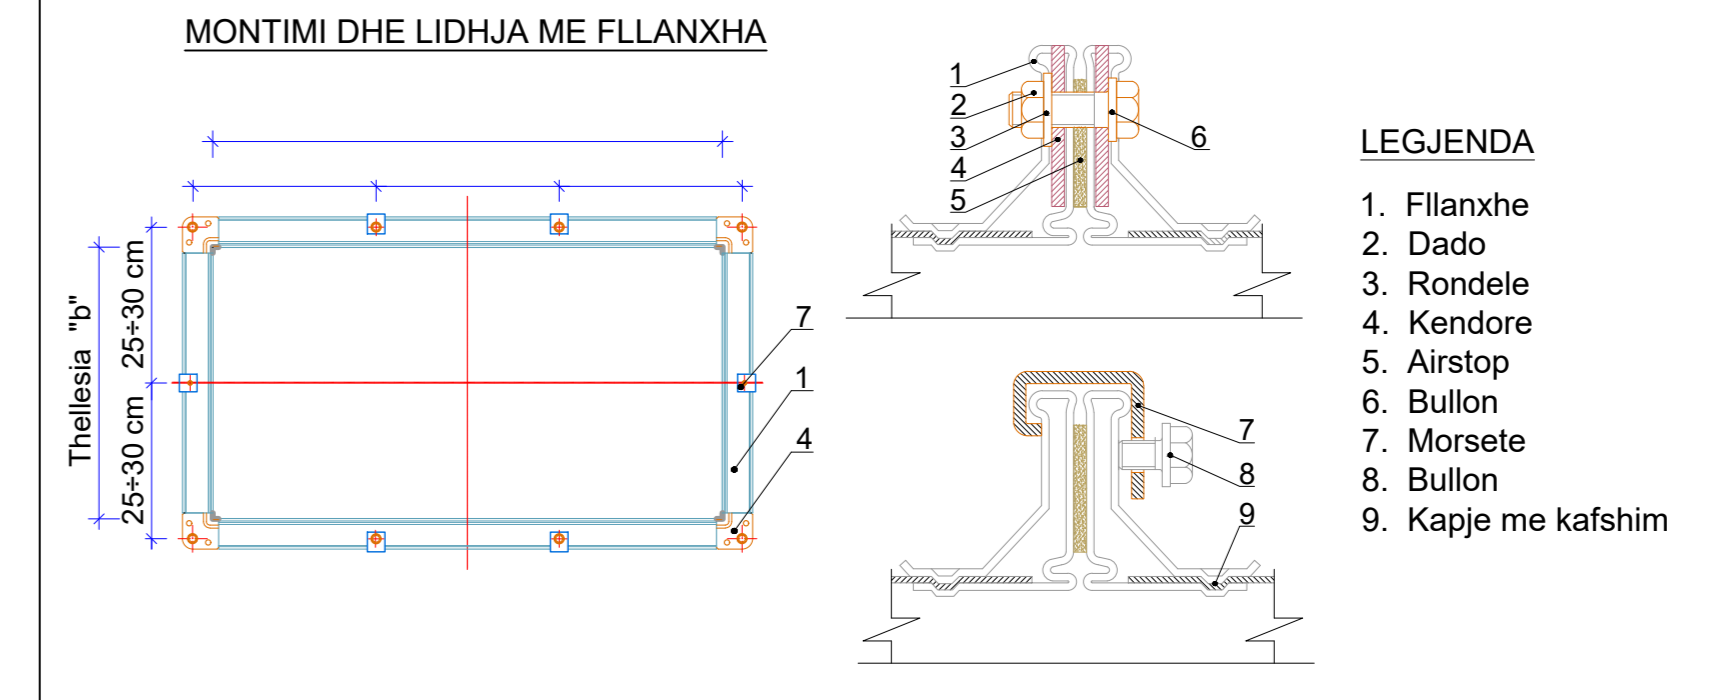 MONTIMI DHE LIDHJA ME FLLANXHA
Thellesia "b"
25÷30 cm
25÷30 cm
7
1
4
1
2
3
4
5
6
7
8
9
LEGJENDA
1. Fllanxhe
2. Dado
3. Rondele
4. Kendore
5. Airstop
6. Bullon
7. Morsete
8. Bullon
9. Kapje me kafshim